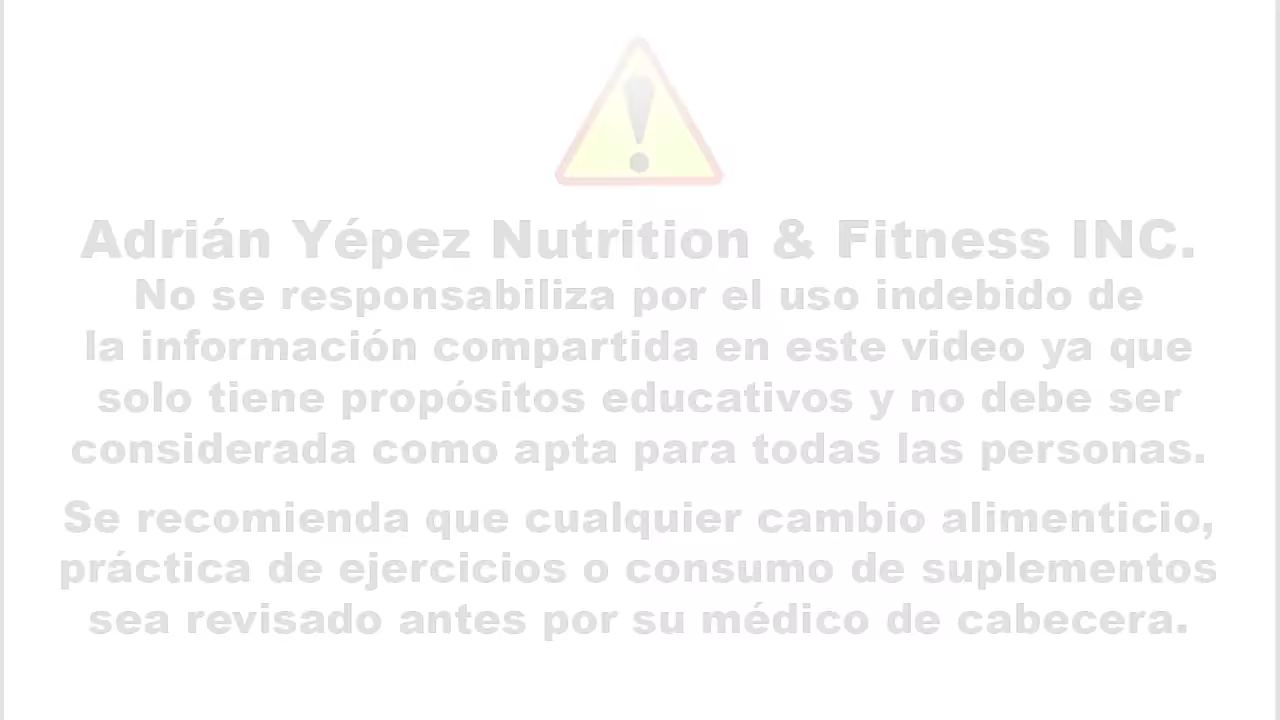 Adrián Yépez Nutrition & Fitness INC.
No se responsabiliza por el uso indebido de
la información compartida en este video ya que
solo tiene propósitos educativos y no debe ser
considerada como apta para todas las personas.
Se recomienda que cualquier cambio alimenticio,
práctica de ejercicios o consumo de suplementos
sea revisado antes por su médico de cabecera.